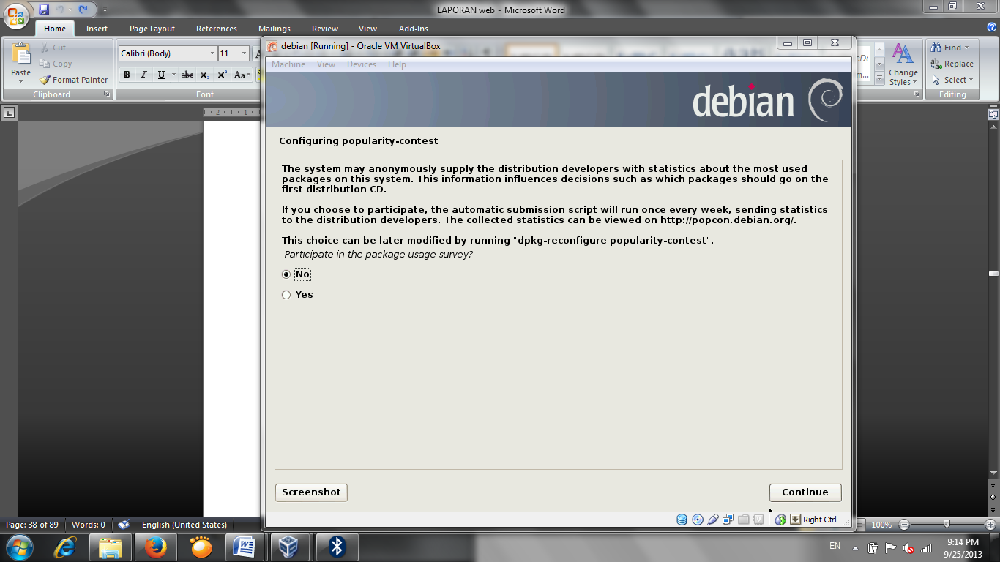 LAPORAN web - Microsoft Word
Home Insert Page Layout References Mailings Review View Add-Ins
Paste
Cut
Copy
Format Painter
Clipboard
Calibri (Body) 11
B I U abc x₂ x² Aa
Font
Change
Styles
Find
Replace
Select
Editing
debian [Running] - Oracle VM VirtualBox
Machine View Devices Help
debian
Configuring popularity-contest
The system may anonymously supply the distribution developers with statistics about the most used
packages on this system. This information influences decisions such as which packages should go on the
first distribution CD.
If you choose to participate, the automatic submission script will run once every week, sending statistics
to the distribution developers. The collected statistics can be viewed on http://popcon.debian.org/.
This choice can be later modified by running "dpkg-reconfigure popularity-contest".
Participate in the package usage survey?
No
Yes
Screenshot Continue
Right Ctrl
Page: 38 of 89 Words: 0 English (United States) 100%
EN 9:14 PM
9/25/2013